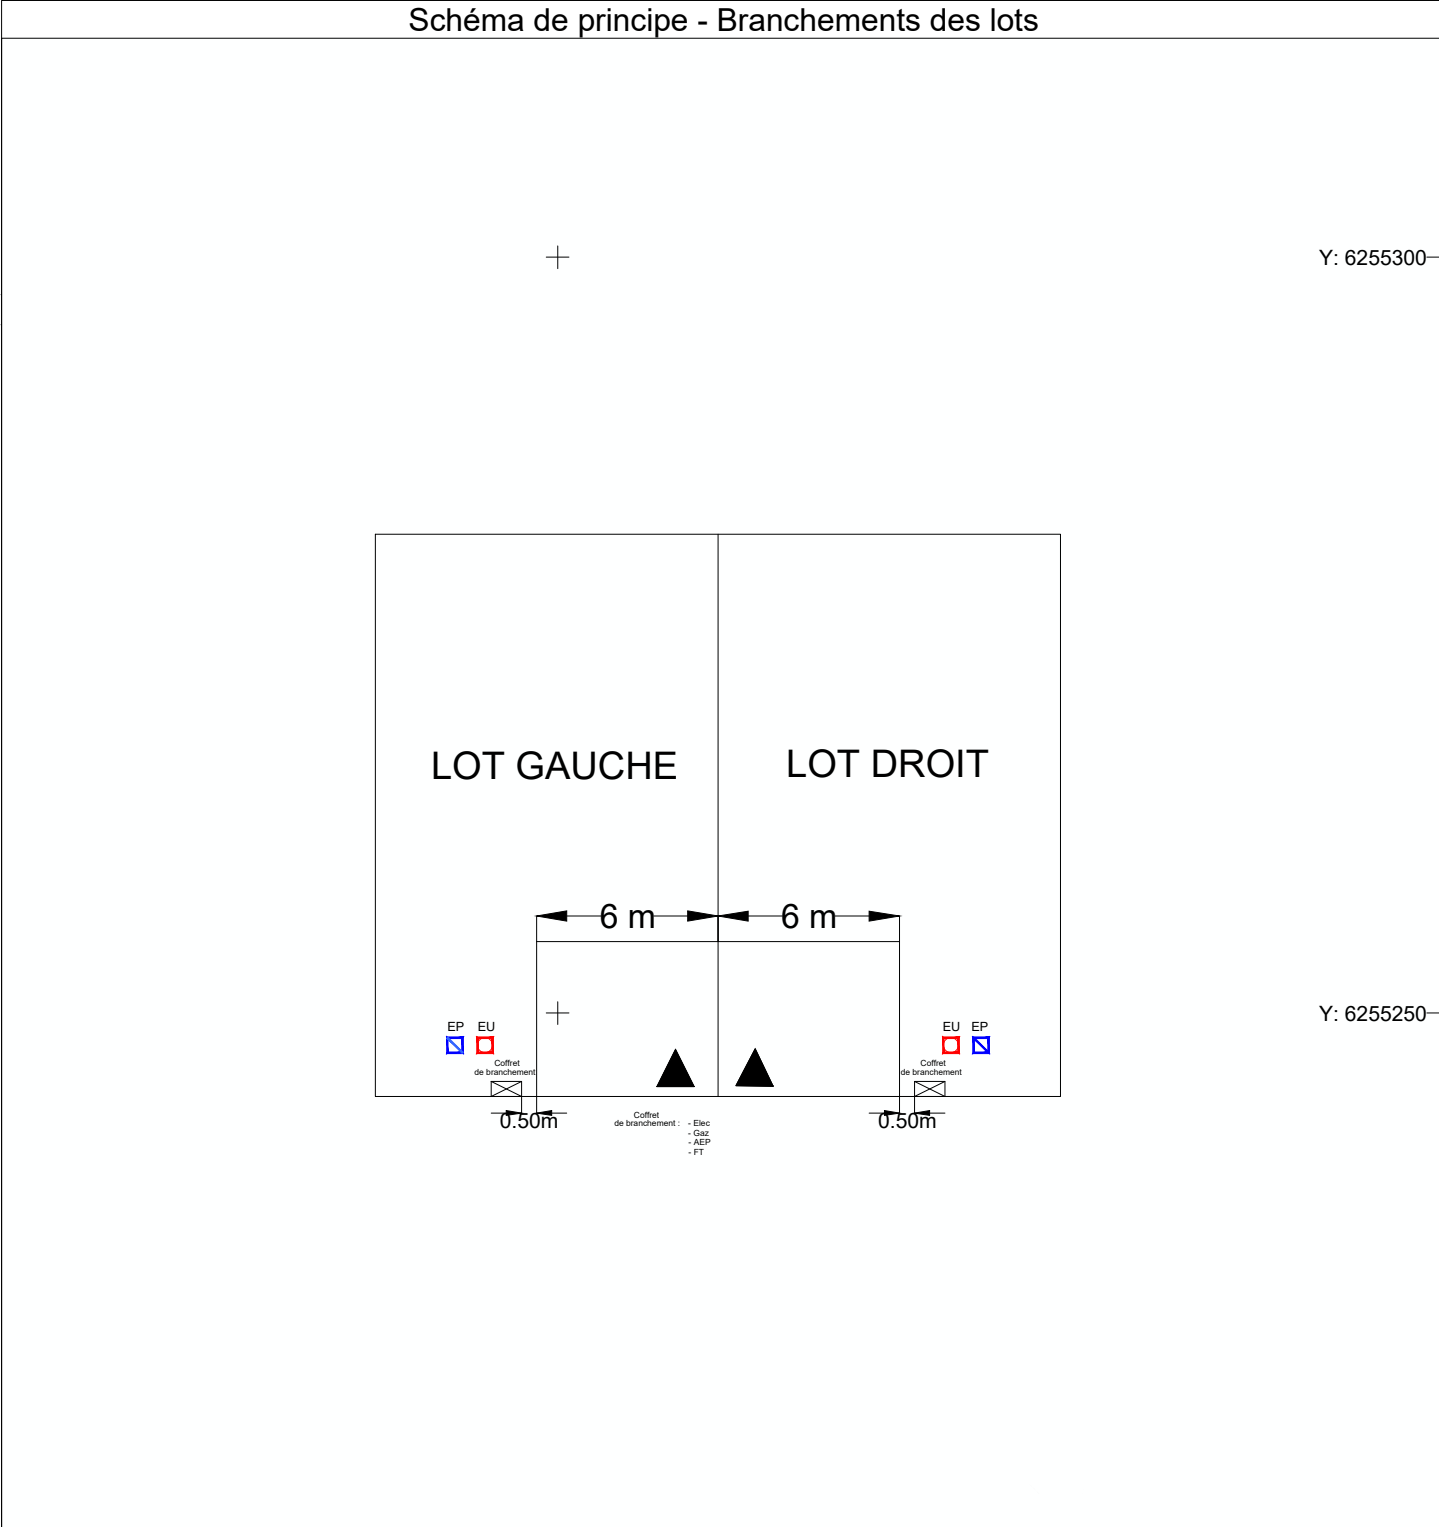 Schéma de principe - Branchements des lots
Y: 6255300
LOT GAUCHE
LOT DROIT
6 m
6 m
Y: 6255250
EP EU
EU EP
Coffret
de branchement
Coffret
de branchement
0.50m
0.50m
Coffret
de branchement : - Elec
- Gaz
- AEP
- FT